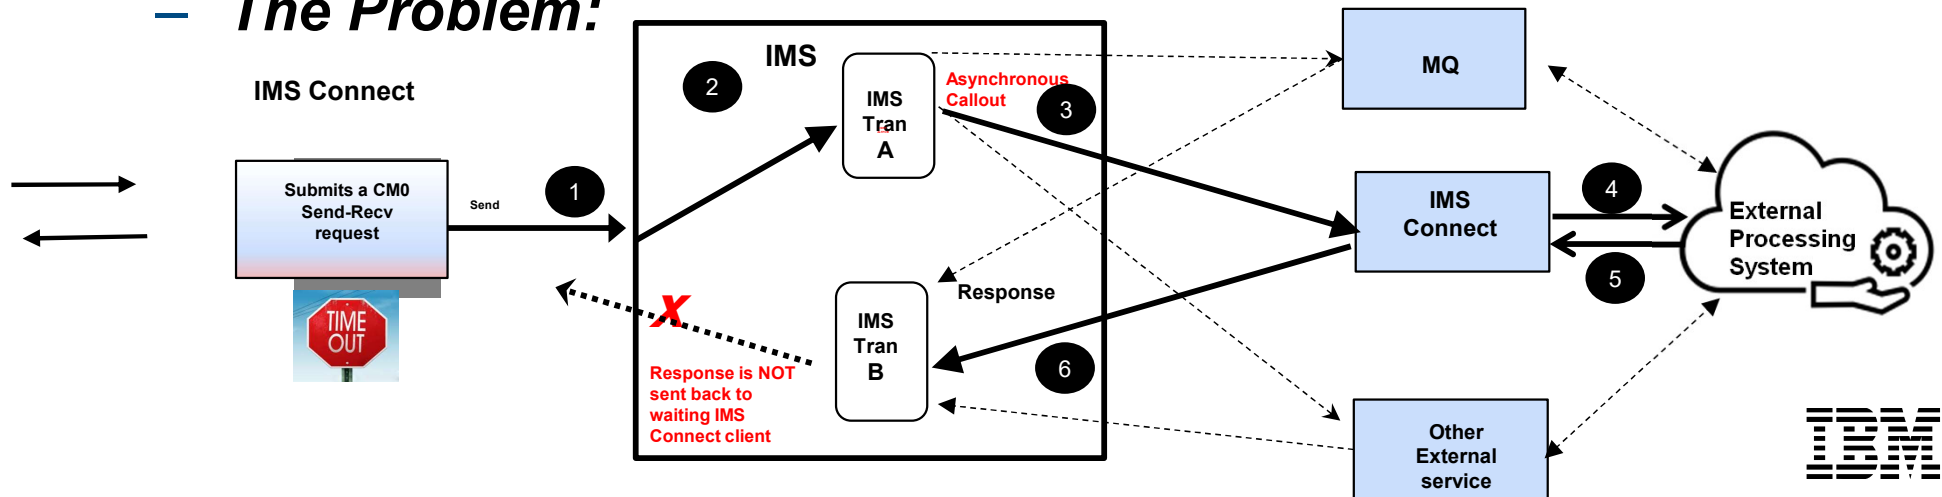 – The Problem:
IMS Connect
Submits a CM0
Send-Recv
request
TIME
OUT
Send
1
IMS
2
IMS
Tran
A
Asynchronous
Callout
3
X
Response is NOT
sent back to
waiting IMS
Connect client
IMS
Tran
B
Response
6
MQ
IMS
Connect
4
5
External
Processing
System
Other
External
service
IBM